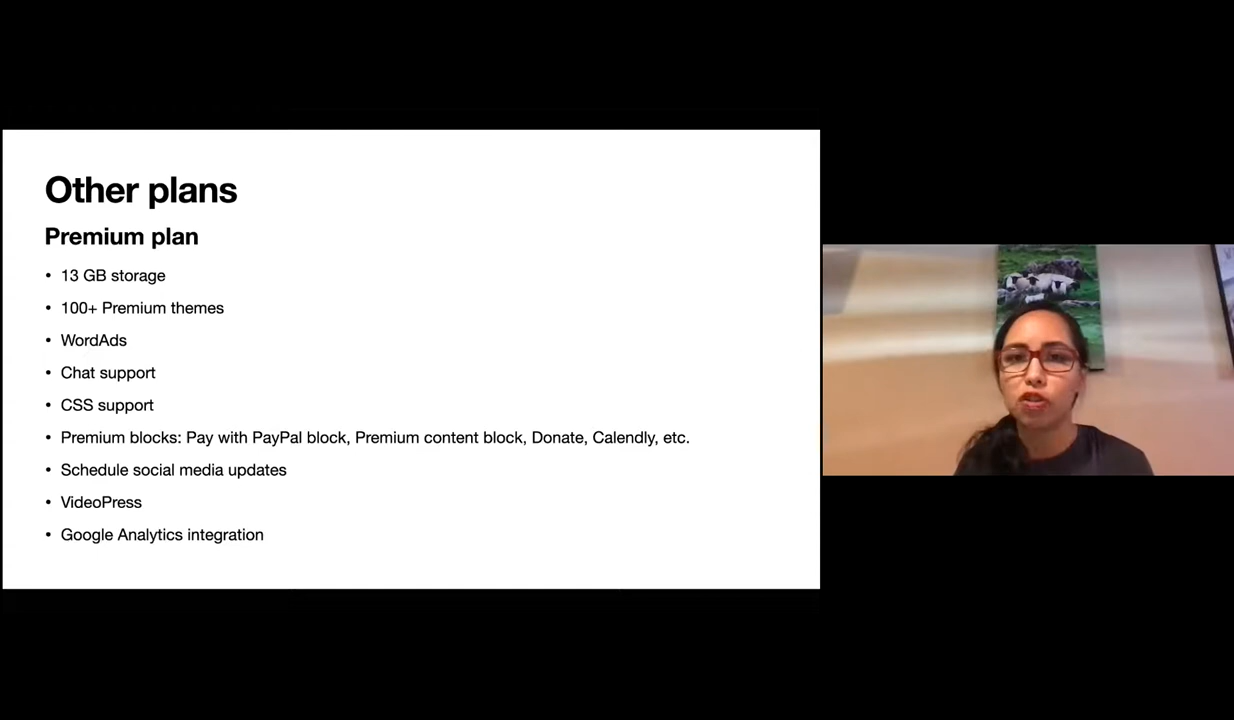 Other plans
Premium plan
• 13 GB storage
• 100+ Premium themes
• WordAds
• Chat support
• CSS support
• Premium blocks: Pay with PayPal block, Premium content block, Donate, Calendly, etc.
• Schedule social media updates
• VideoPress
• Google Analytics integration